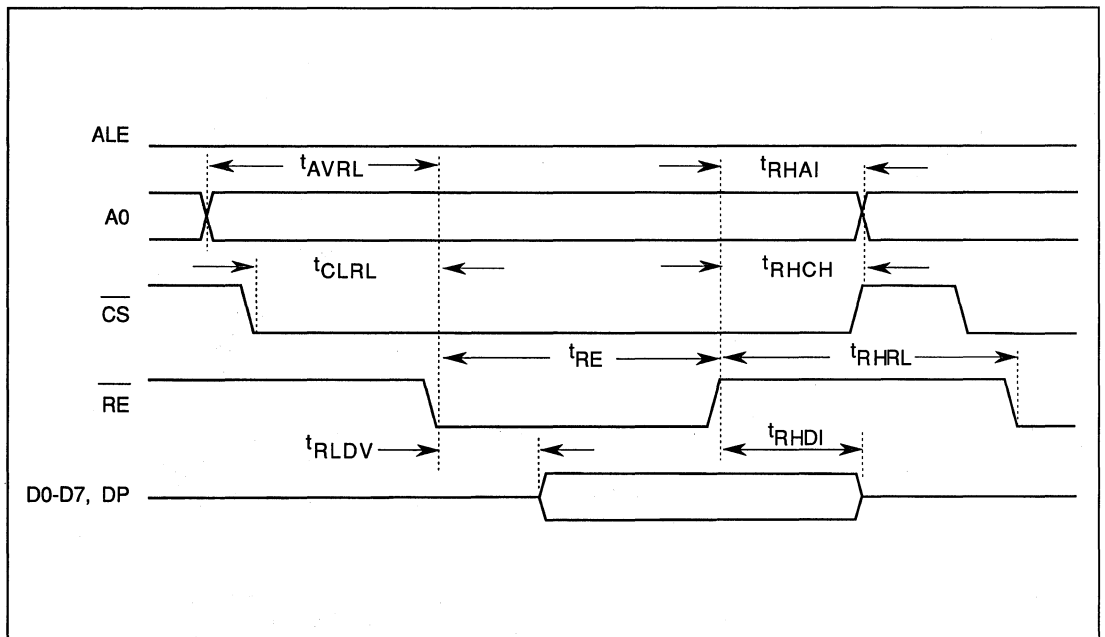 ALE
tAVRL
tRHAI
A0
tCLRL
tRHCH
CS
tRE
tRHRL
RE
tRLDV
tRHDI
D0-D7, DP